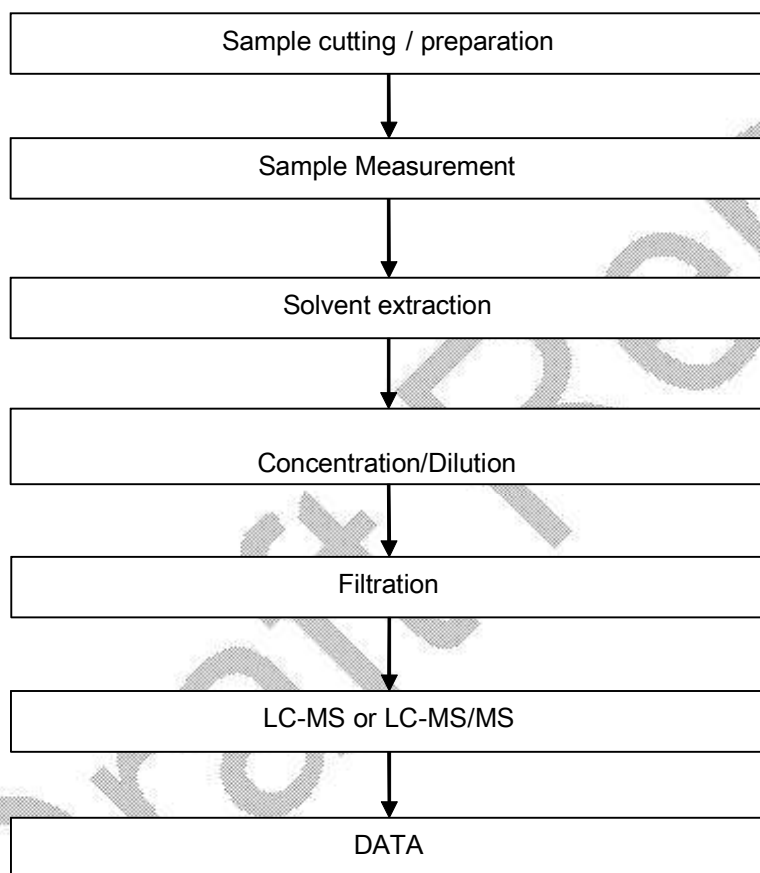 Sample cutting / preparation
Sample Measurement
Solvent extraction
Concentration/Dilution
Filtration
LC-MS or LC-MS/MS
DATA